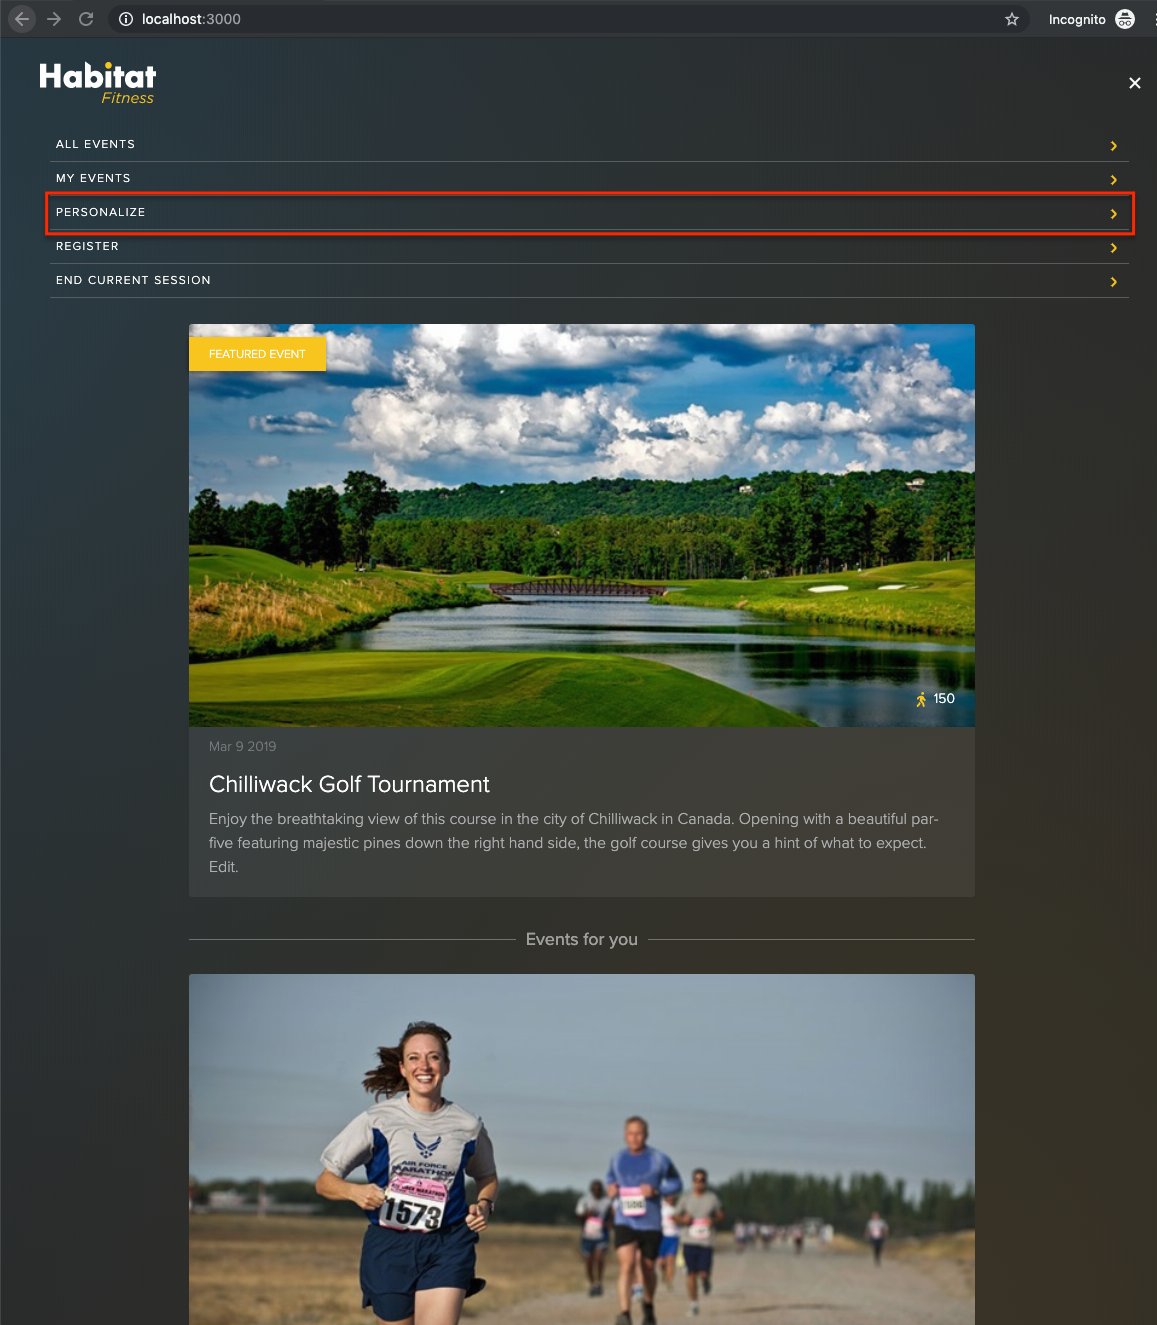 localhost:3000
Incognito
Habitat
Fitness
ALL EVENTS
MY EVENTS
PERSONALIZE
REGISTER
END CURRENT SESSION
FEATURED EVENT
150
Mar 9 2019
Chilliwack Golf Tournament
Enjoy the breathtaking view of this course in the city of Chilliwack in Canada. Opening with a beautiful par-
five featuring majestic pines down the right hand side, the golf course gives you a hint of what to expect.
Edit.
Events for you
AIR FORCE
MARATHON
1573